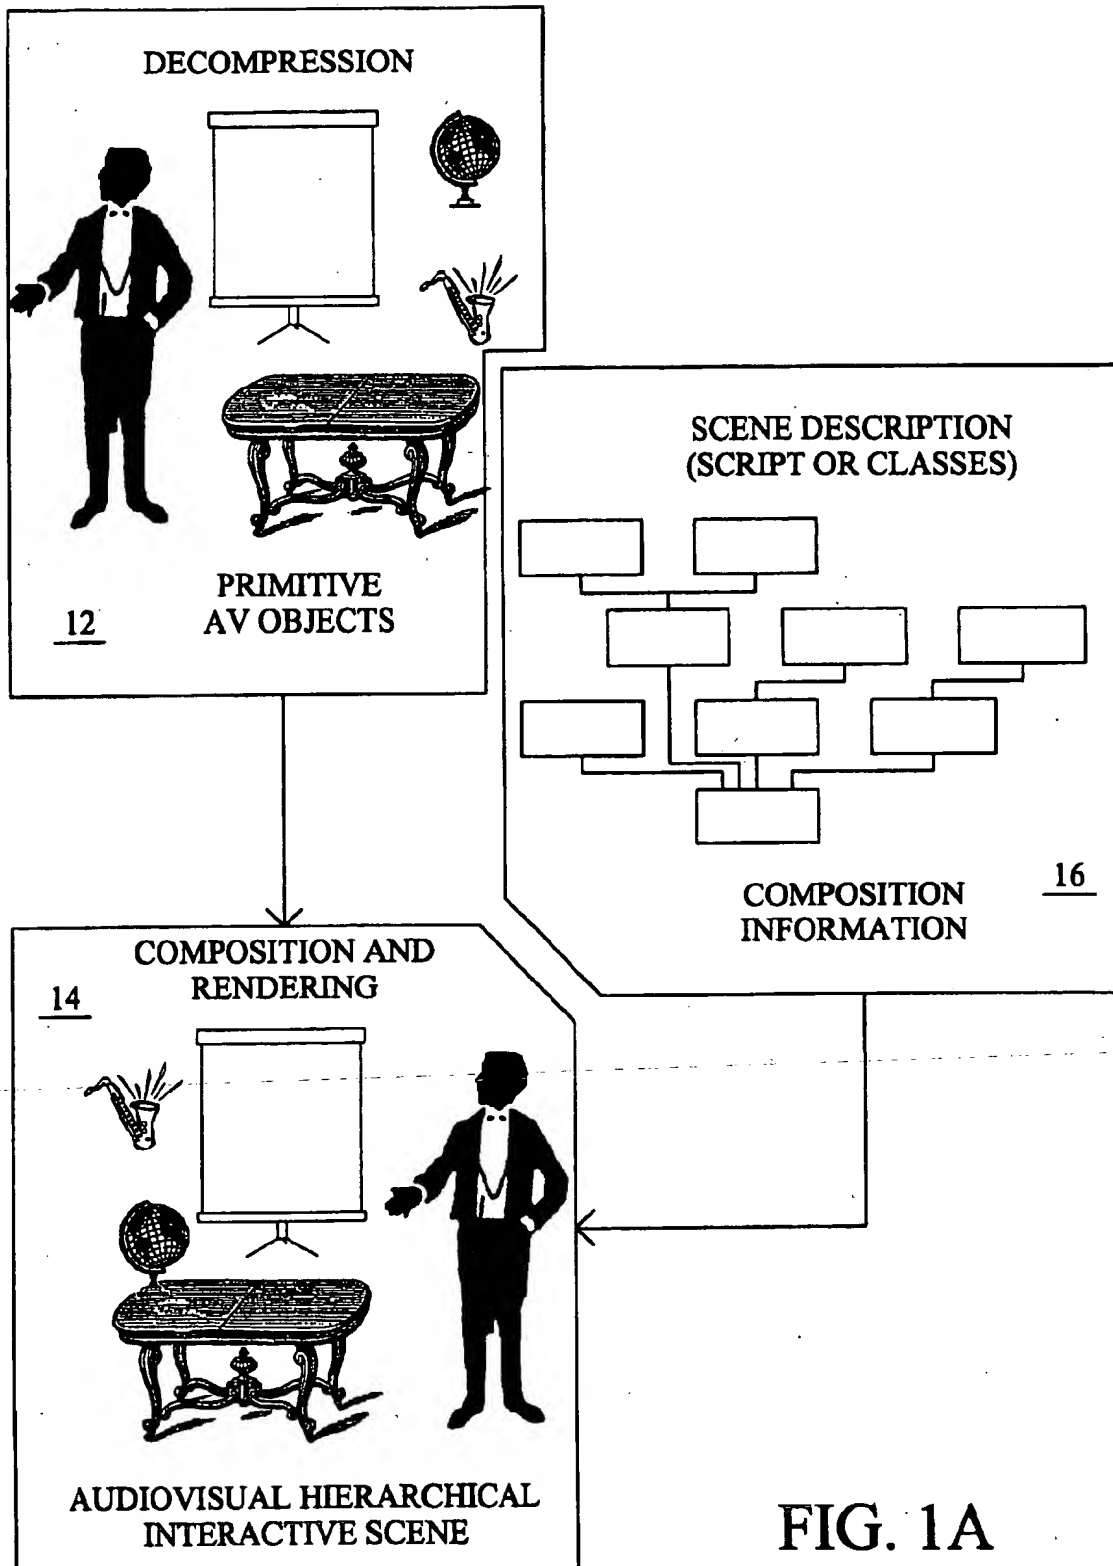 DECOMPRESSION
PRIMITIVE
AV OBJECTS
12
SCENE DESCRIPTION
(SCRIPT OR CLASSES)
COMPOSITION
INFORMATION
16
COMPOSITION AND
RENDERING
14
AUDIOVISUAL HIERARCHICAL
INTERACTIVE SCENE
FIG. 1A